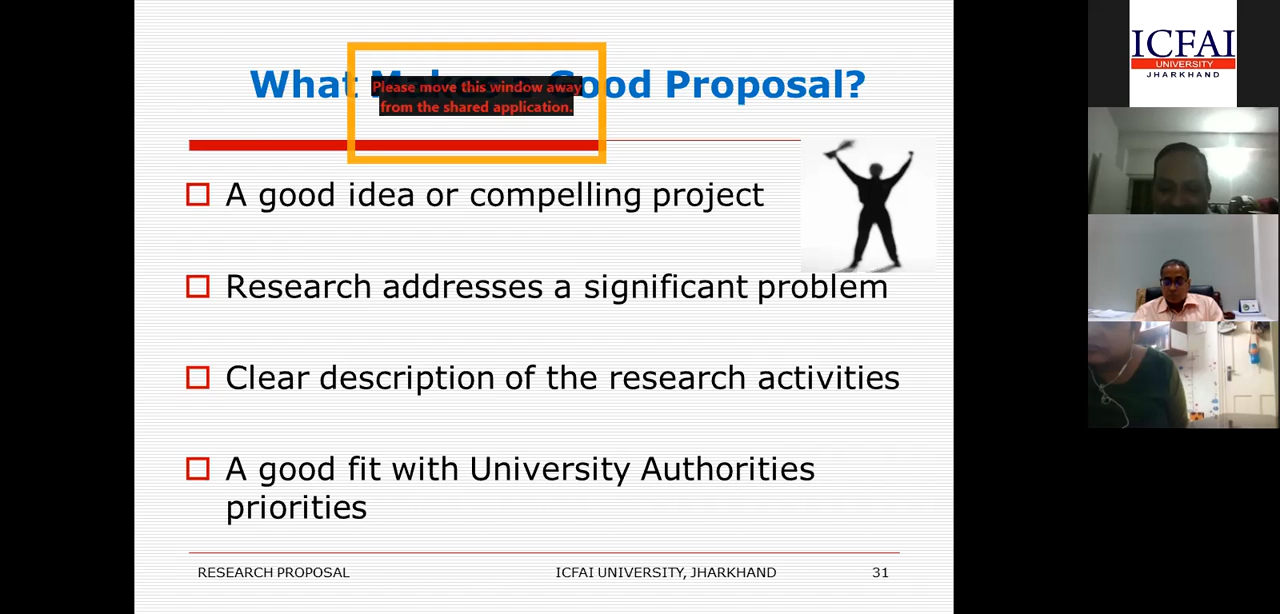 What Good Proposal?
Please move this window away
from the shared application.
A good idea or compelling project
Research addresses a significant problem
Clear description of the research activities
A good fit with University Authorities
priorities
RESEARCH PROPOSAL
ICFAI UNIVERSITY, JHARKHAND
31
ICFAI
UNIVERSITY
JHARKHAND